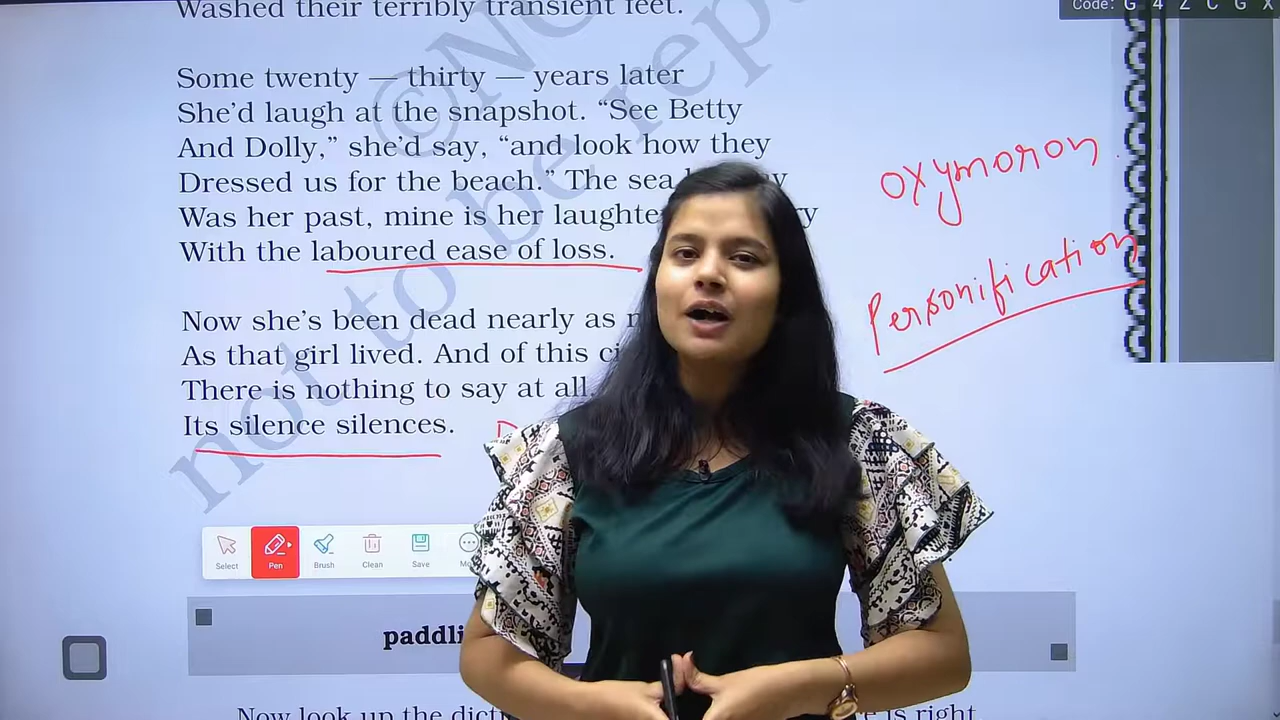 Code: G 4 Z C G X
Washed their terribly transient feet.
Some twenty — thirty — years later
She'd laugh at the snapshot. “See Betty
And Dolly,” she'd say, “and look how they
Dressed us for the beach.” The sea
Was her past, mine is her
With the laboured ease of loss.
Now she's been dead nearly as
As that girl lived. And of this
There is nothing to say at all.
Its silence silences.
oxymoron
Personification
not to be
Select Pen Brush Clean Save
Now look up the is right.